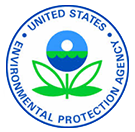 UNITED STATES
ENVIRONMENTAL PROTECTION AGENCY